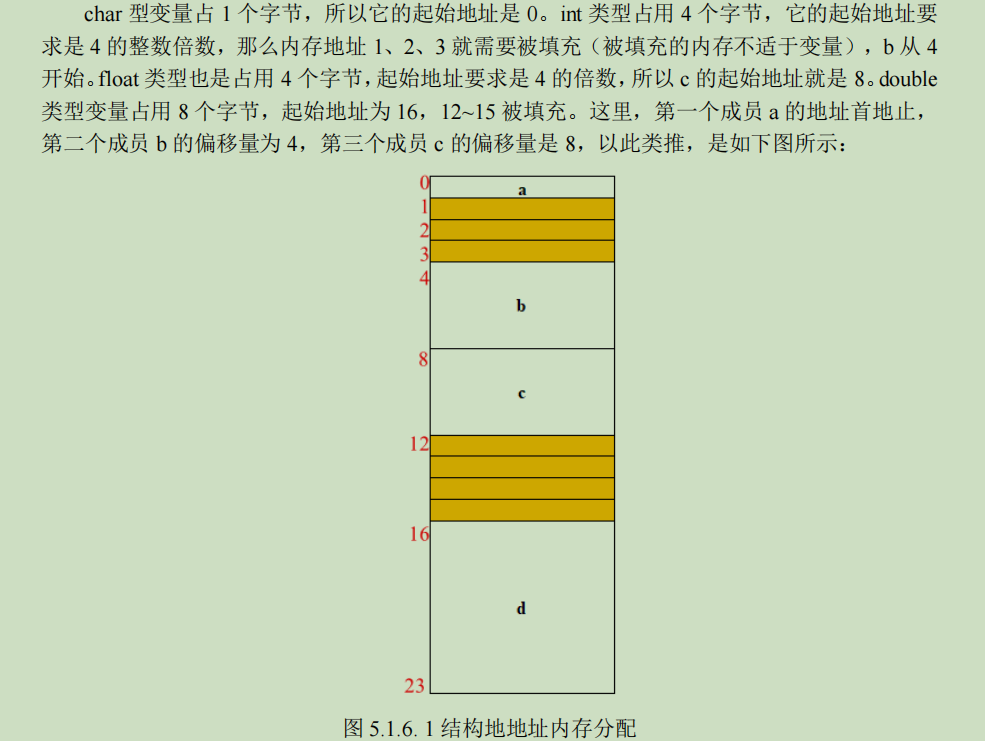 char 型变量占 1 个字节，所以它的起始地址是 0。int 类型占用 4 个字节，它的起始地址要
求是 4 的整数倍数，那么内存地址 1、2、3 就需要被填充（被填充的内存不适于变量），b 从 4
开始。float 类型也是占用 4 个字节，起始地址要求是 4 的倍数，所以 c 的起始地址就是 8。double
类型变量占用 8 个字节，起始地址为 16，12~15 被填充。这里，第一个成员 a 的地址首地止，
第二个成员 b 的偏移量为 4，第三个成员 c 的偏移量是 8，以此类推，是如下图所示：
0
a
1
2
3
4
b
8
c
12
16
d
23
图 5.1.6. 1 结构地地址内存分配